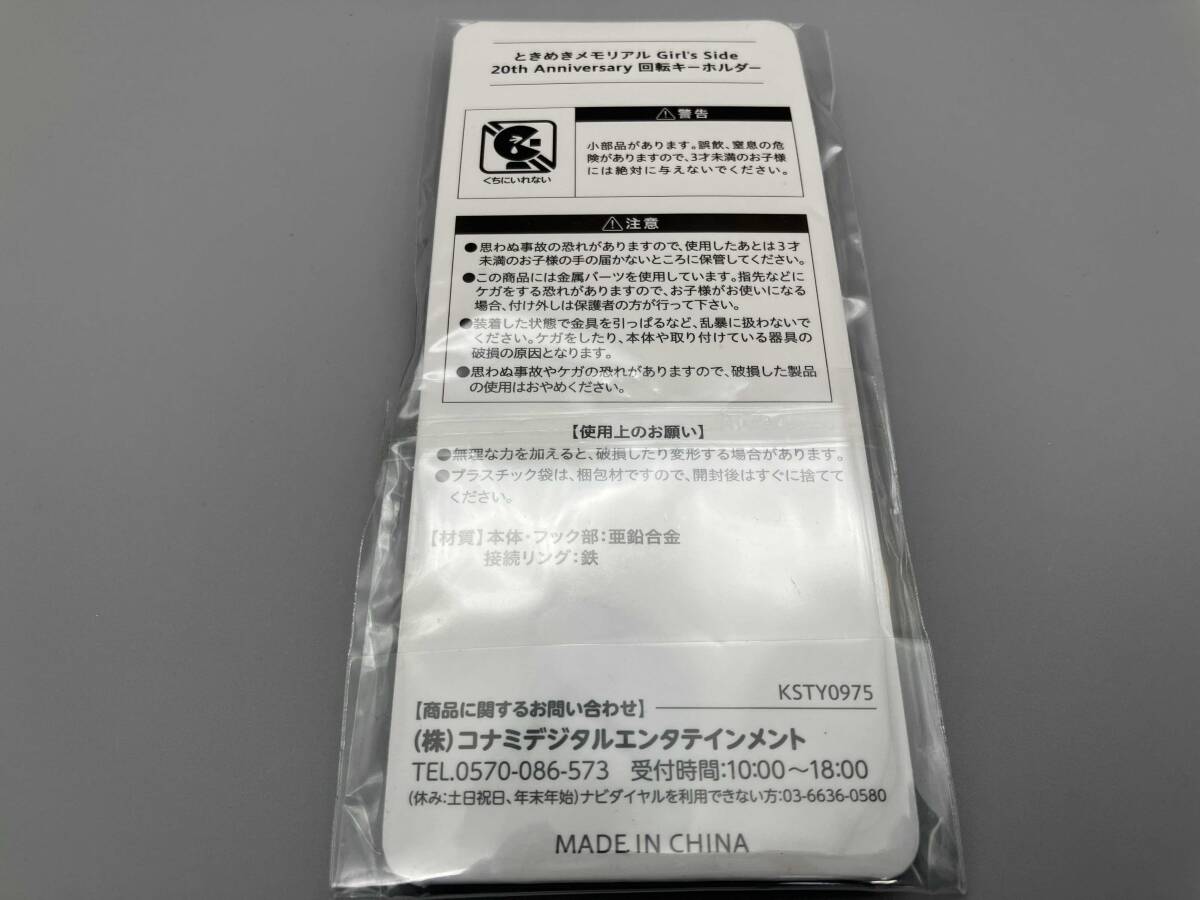 ときめきメモリアル Girl's Side
20th Anniversary 回転キーホルダー
⚠警告
くちにいれない
小部品があります。誤飲、窒息の危
険がありますので、3才未満のお子様
には絶対に与えないでください。
⚠注意
●思わぬ事故の恐れがありますので、使用したあとは3才
未満のお子様の手の届かないところに保管してください。
●この商品には金属パーツを使用しています。指先などに
ケガをする恐れがありますので、お子様がお使いになる
場合、付け外しは保護者の方が行って下さい。
●装着した状態で金具を引っぱるなど、乱暴に扱わないで
ください。ケガをしたり、本体や取り付けている器具の
破損の原因となります。
●思わぬ事故やケガの恐れがありますので、破損した製品
の使用はおやめください。
【使用上のお願い】
●無理な力を加えると、破損したり変形する場合があります。
●プラスチック袋は、梱包材ですので、開封後はすぐに捨てて
ください。
【材質】本体・フック部：亜鉛合金
接続リング：鉄
KSTY0975
【商品に関するお問い合わせ】
(株)コナミデジタルエンタテインメント
TEL.0570-086-573 受付時間:10:00～18:00
(休み:土日祝日、年末年始)ナビダイヤルを利用できない方:03-6636-0580
MADE IN CHINA